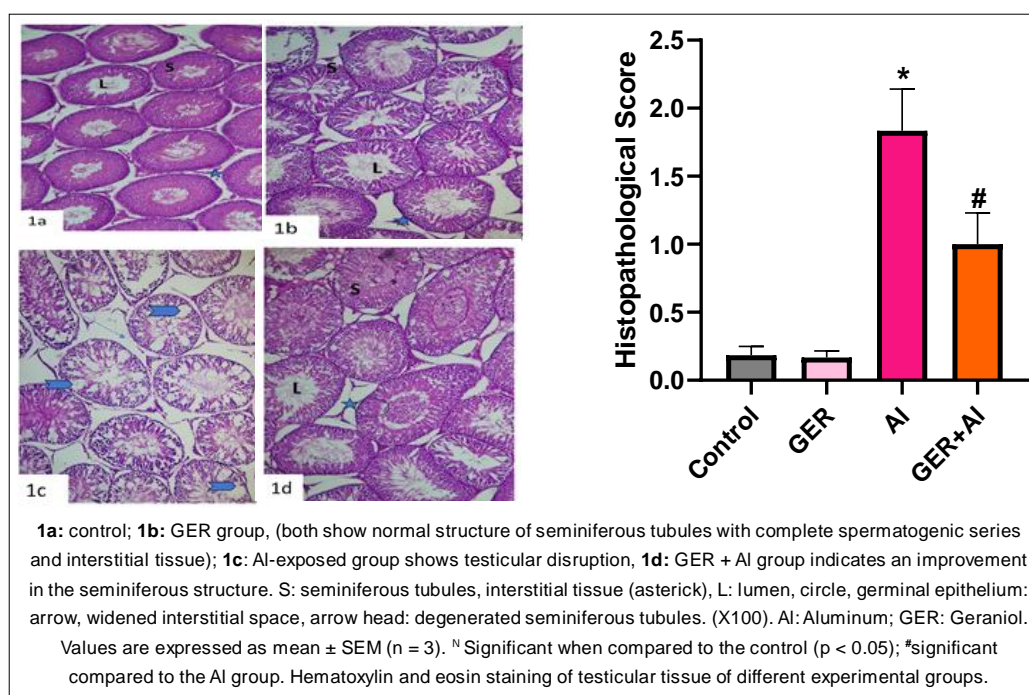 S
L
1a
S
L
1b
1c
S
L
1d
2.5
2.0
1.5
1.0
0.5
0.0
Histopathological Score
*
#
Control
GER
Al
GER+Al
1a: control; 1b: GER group, (both show normal structure of seminiferous tubules with complete spermatogenic series
and interstitial tissue); 1c: Al-exposed group shows testicular disruption, 1d: GER + Al group indicates an improvement
in the seminiferous structure. S: seminiferous tubules, interstitial tissue (asterick), L: lumen, circle, germinal epithelium:
arrow, widened interstitial space, arrow head: degenerated seminiferous tubules. (X100). Al: Aluminum; GER: Geraniol.
Values are expressed as mean ± SEM (n = 3). ᴺ Significant when compared to the control (p < 0.05); #significant
compared to the Al group. Hematoxylin and eosin staining of testicular tissue of different experimental groups.